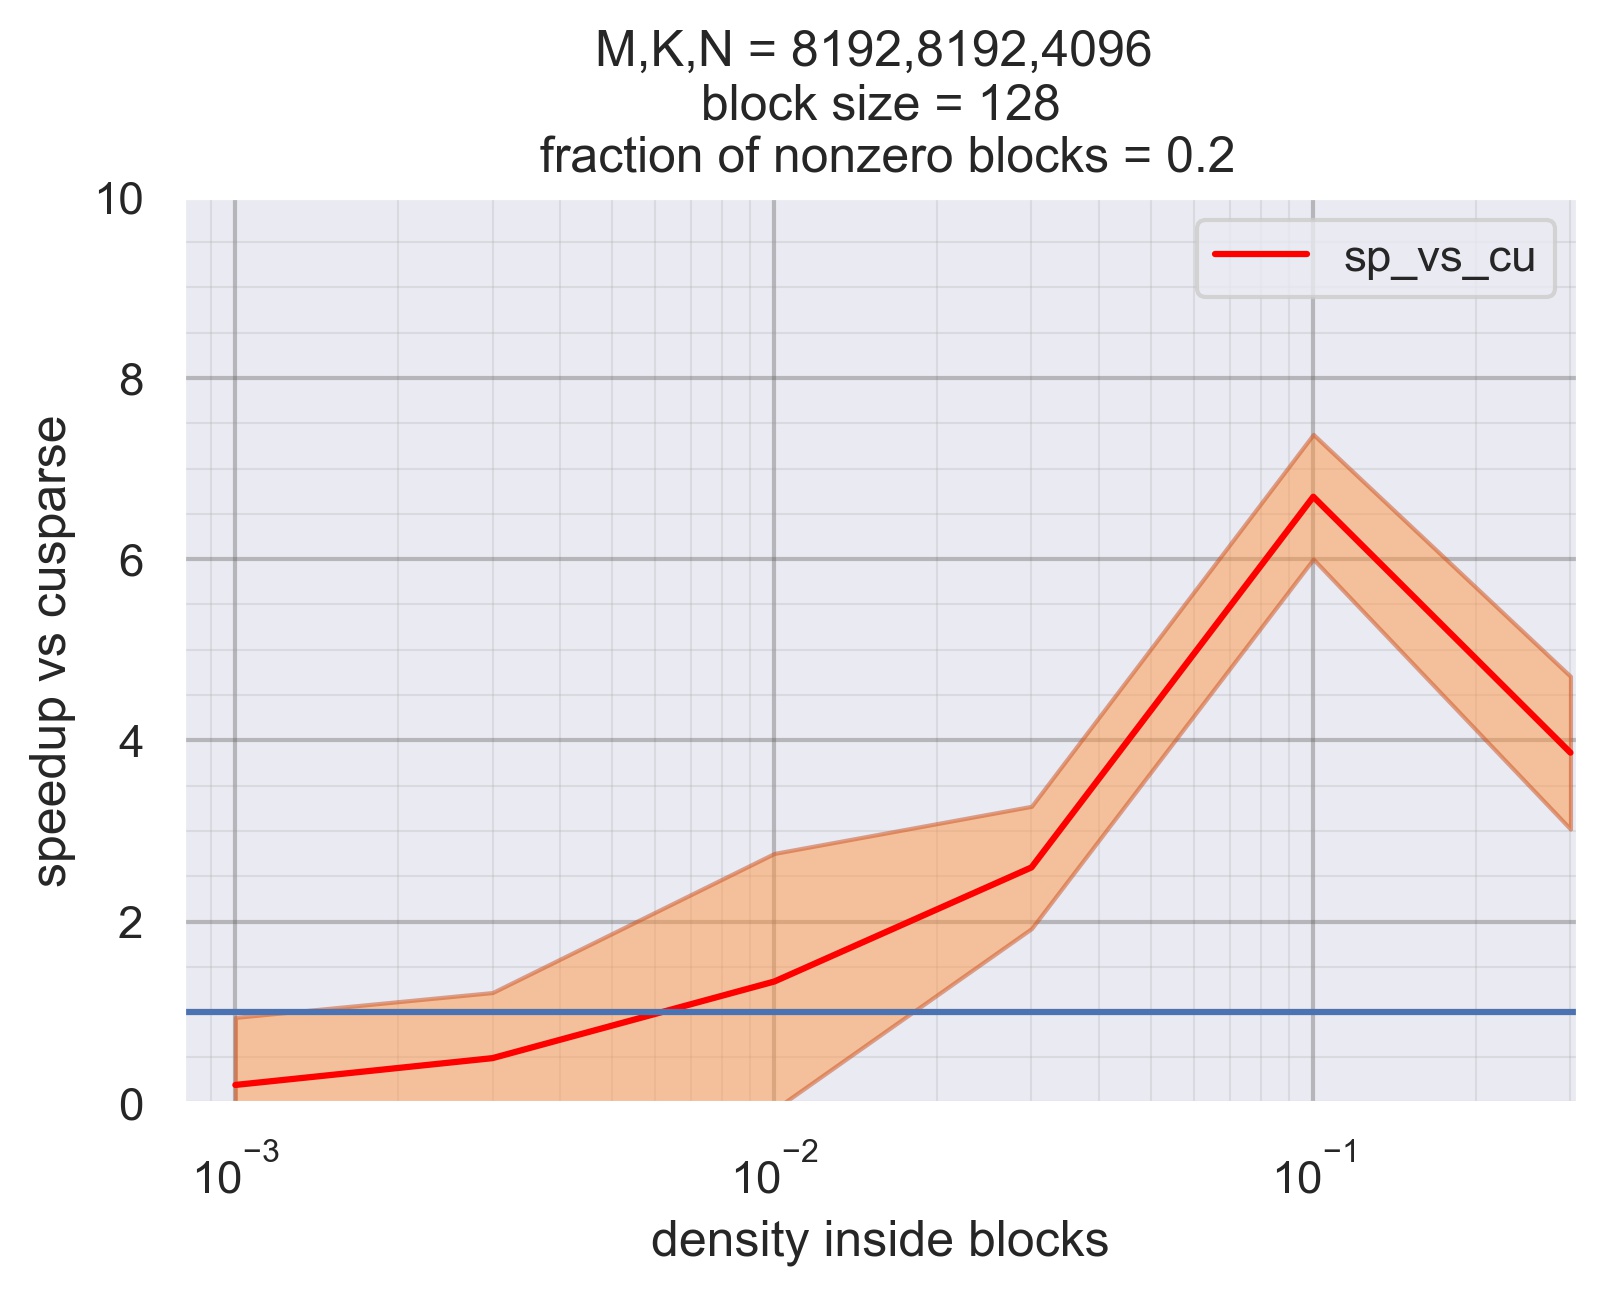 M,K,N = 8192,8192,4096
block size = 128
fraction of nonzero blocks = 0.2
sp_vs_cu
speedup vs cusparse
10
8
6
4
2
0
10⁻³
10⁻²
10⁻¹
density inside blocks